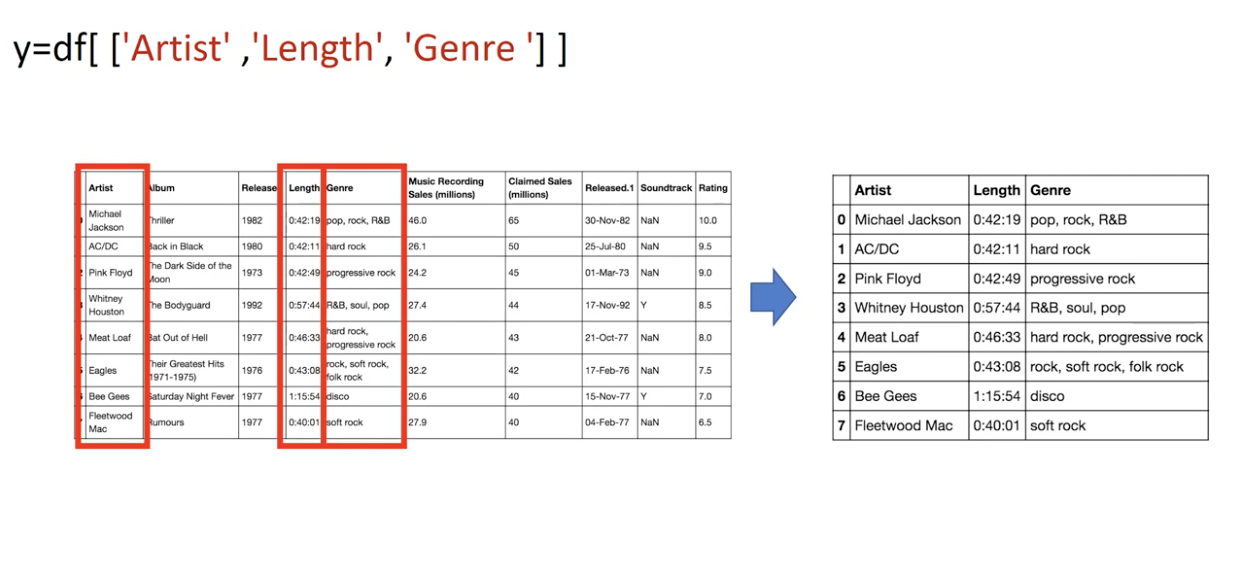 y=df[ ['Artist' ,'Length', 'Genre '] ]
Artist Album Release Length Genre Music Recording Sales (millions) Claimed Sales (millions) Released.1 Soundtrack Rating
Michael Jackson Thriller 1982 0:42:19 pop, rock, R&B 46.0 65 30-Nov-82 NaN 10.0
AC/DC Back in Black 1980 0:42:11 hard rock 26.1 50 25-Jul-80 NaN 9.5
Pink Floyd The Dark Side of the Moon 1973 0:42:49 progressive rock 24.2 45 01-Mar-73 NaN 9.0
Whitney Houston The Bodyguard 1992 0:57:44 R&B, soul, pop 27.4 44 17-Nov-92 Y 8.5
Meat Loaf Bat Out of Hell 1977 0:46:33 hard rock, progressive rock 20.6 43 21-Oct-77 NaN 8.0
Eagles Their Greatest Hits (1971-1975) 1976 0:43:08 rock, soft rock, folk rock 32.2 42 17-Feb-76 NaN 7.5
Bee Gees Saturday Night Fever 1977 1:15:54 disco 20.6 40 15-Nov-77 Y 7.0
Fleetwood Mac Rumours 1977 0:40:01 soft rock 27.9 40 04-Feb-77 NaN 6.5
Artist Length Genre
0 Michael Jackson 0:42:19 pop, rock, R&B
1 AC/DC 0:42:11 hard rock
2 Pink Floyd 0:42:49 progressive rock
3 Whitney Houston 0:57:44 R&B, soul, pop
4 Meat Loaf 0:46:33 hard rock, progressive rock
5 Eagles 0:43:08 rock, soft rock, folk rock
6 Bee Gees 1:15:54 disco
7 Fleetwood Mac 0:40:01 soft rock